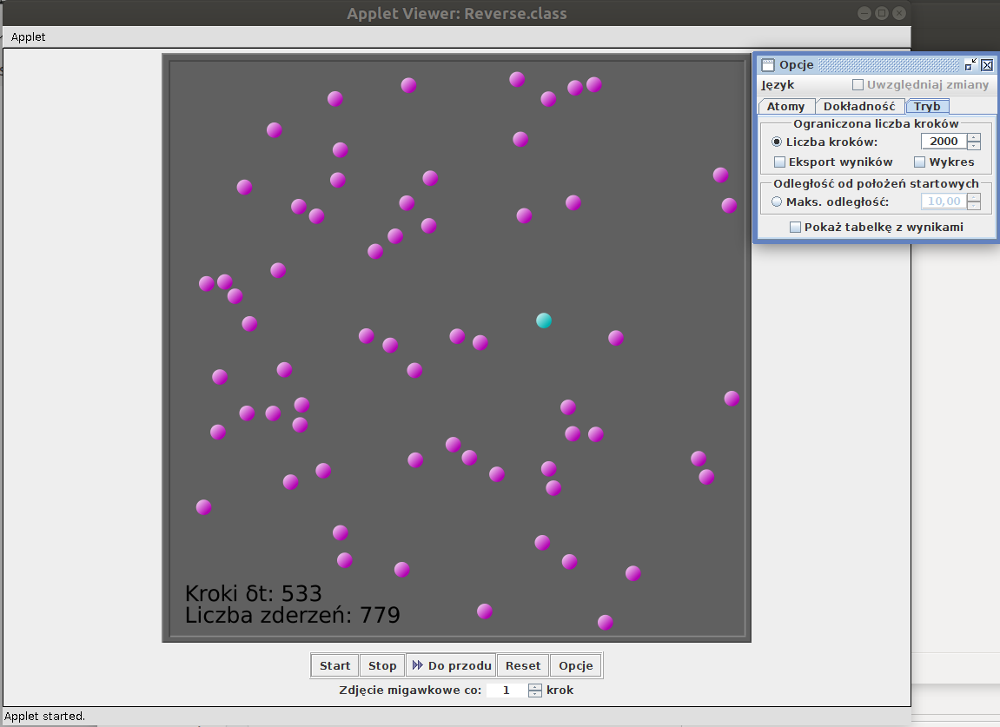 Applet Viewer: Reverse.class
Applet
Opcje
Język Uwzględniaj zmiany
Atomy Dokładność Tryb
Ograniczona liczba kroków
Liczba kroków: 2000
Eksport wyników Wykres
Odległość od położeń startowych
Maks. odległość: 10,00
Pokaż tabelkę z wynikami
Kroki δt: 533
Liczba zderzeń: 779
Start Stop Do przodu Reset Opcje
Zdjęcie migawkowe co: 1 krok
Applet started.